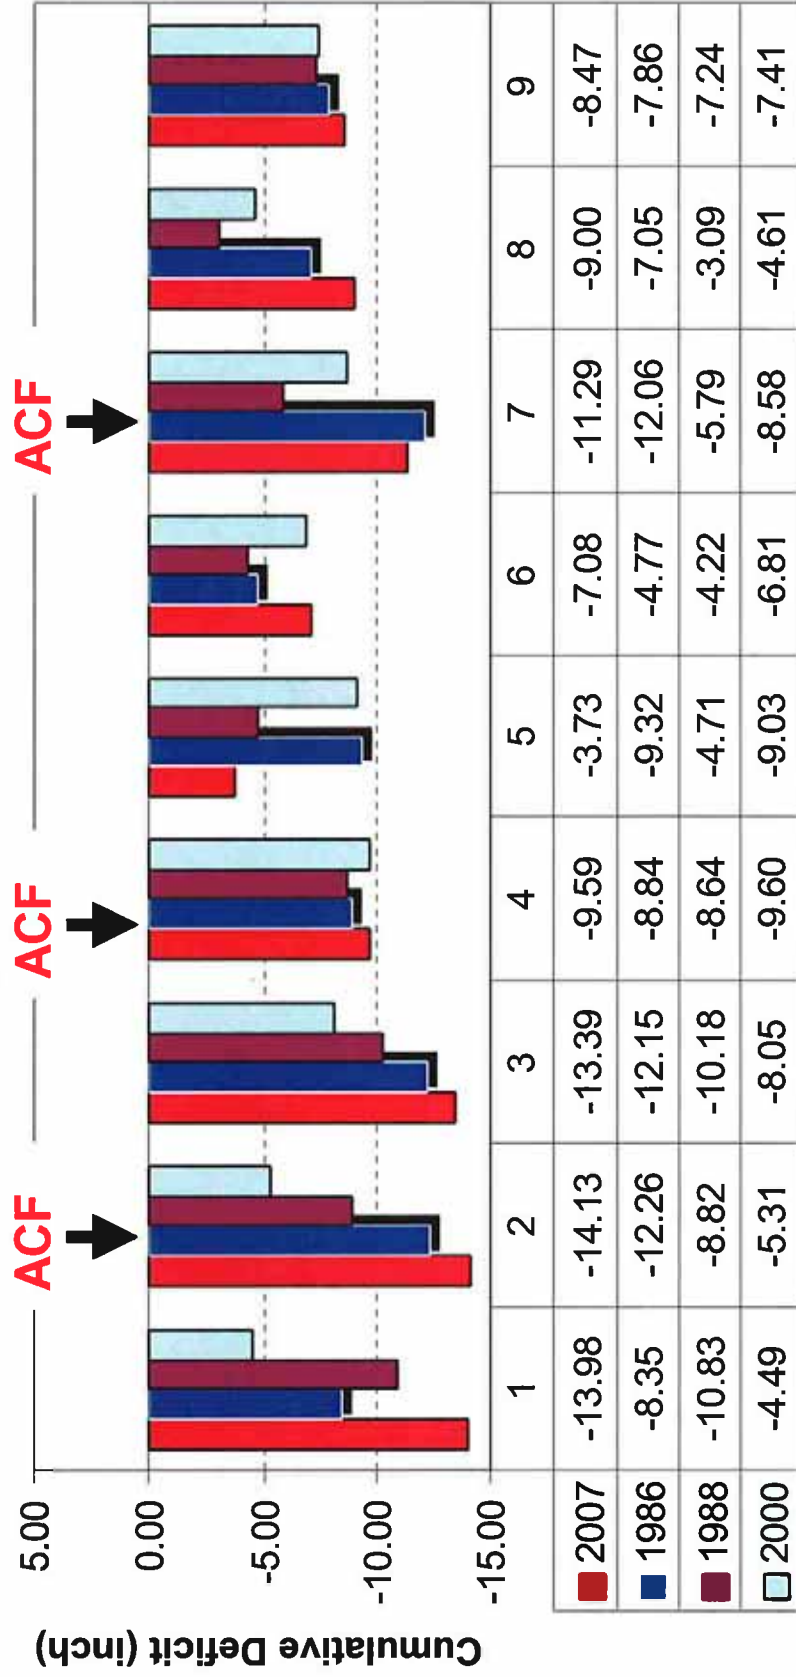 ACF ACF ACF
Cumulative Deficit (inch)
5.00
0.00
-5.00
-10.00
-15.00
1 2 3 4 5 6 7 8 9
2007 -13.98 -14.13 -13.39 -9.59 -3.73 -7.08 -11.29 -9.00 -8.47
1986 -8.35 -12.26 -12.15 -8.84 -9.32 -4.77 -12.06 -7.05 -7.86
1988 -10.83 -8.82 -10.18 -8.64 -4.71 -4.22 -5.79 -3.09 -7.24
2000 -4.49 -5.31 -8.05 -9.60 -9.03 -6.81 -8.58 -4.61 -7.41